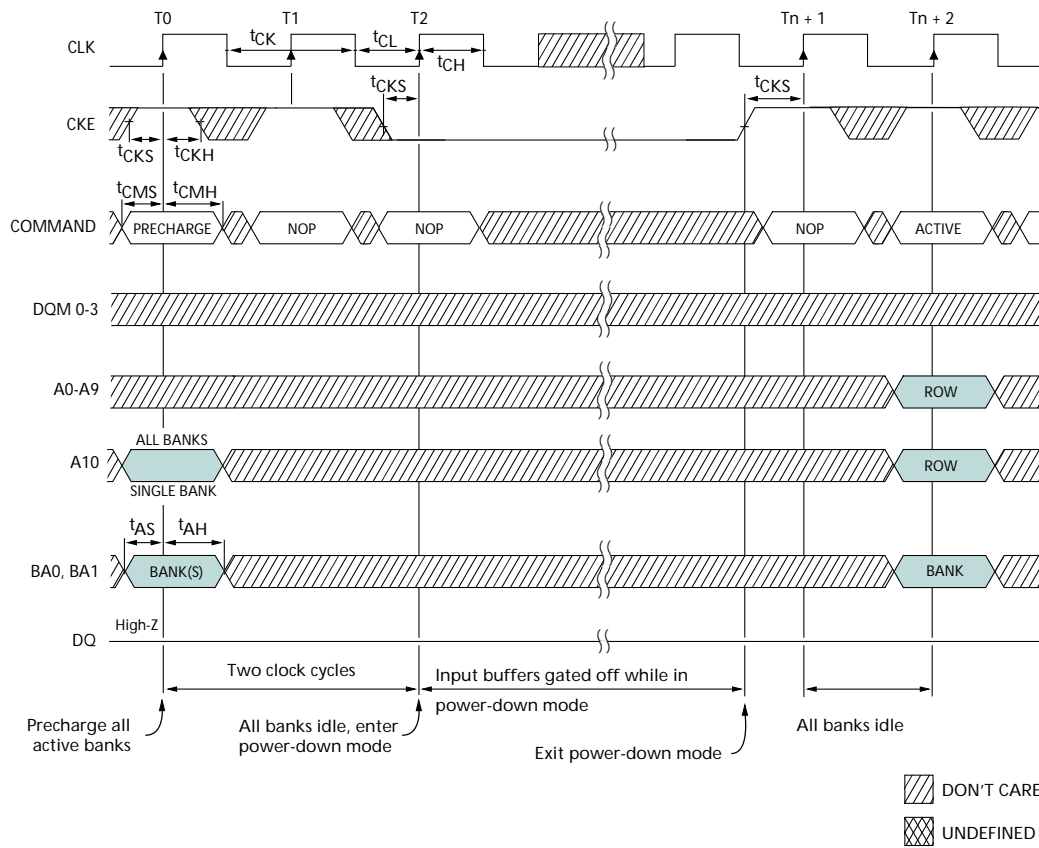 T0 T1 T2 Tn + 1 Tn + 2
CLK
tCK tCL
tCH
tCKS tCKS
CKE
tCKS tCKH
tCMS tCMH
COMMAND PRECHARGE NOP NOP NOP ACTIVE
DQM 0-3
A0-A9 ROW
ALL BANKS
A10 ROW
SINGLE BANK
tAS tAH
BA0, BA1 BANK(S) BANK
High-Z
DQ
Two clock cycles
Input buffers gated off while in
power-down mode
Precharge all
active banks
All banks idle, enter
power-down mode
Exit power-down mode
All banks idle
DON'T CARE
UNDEFINED